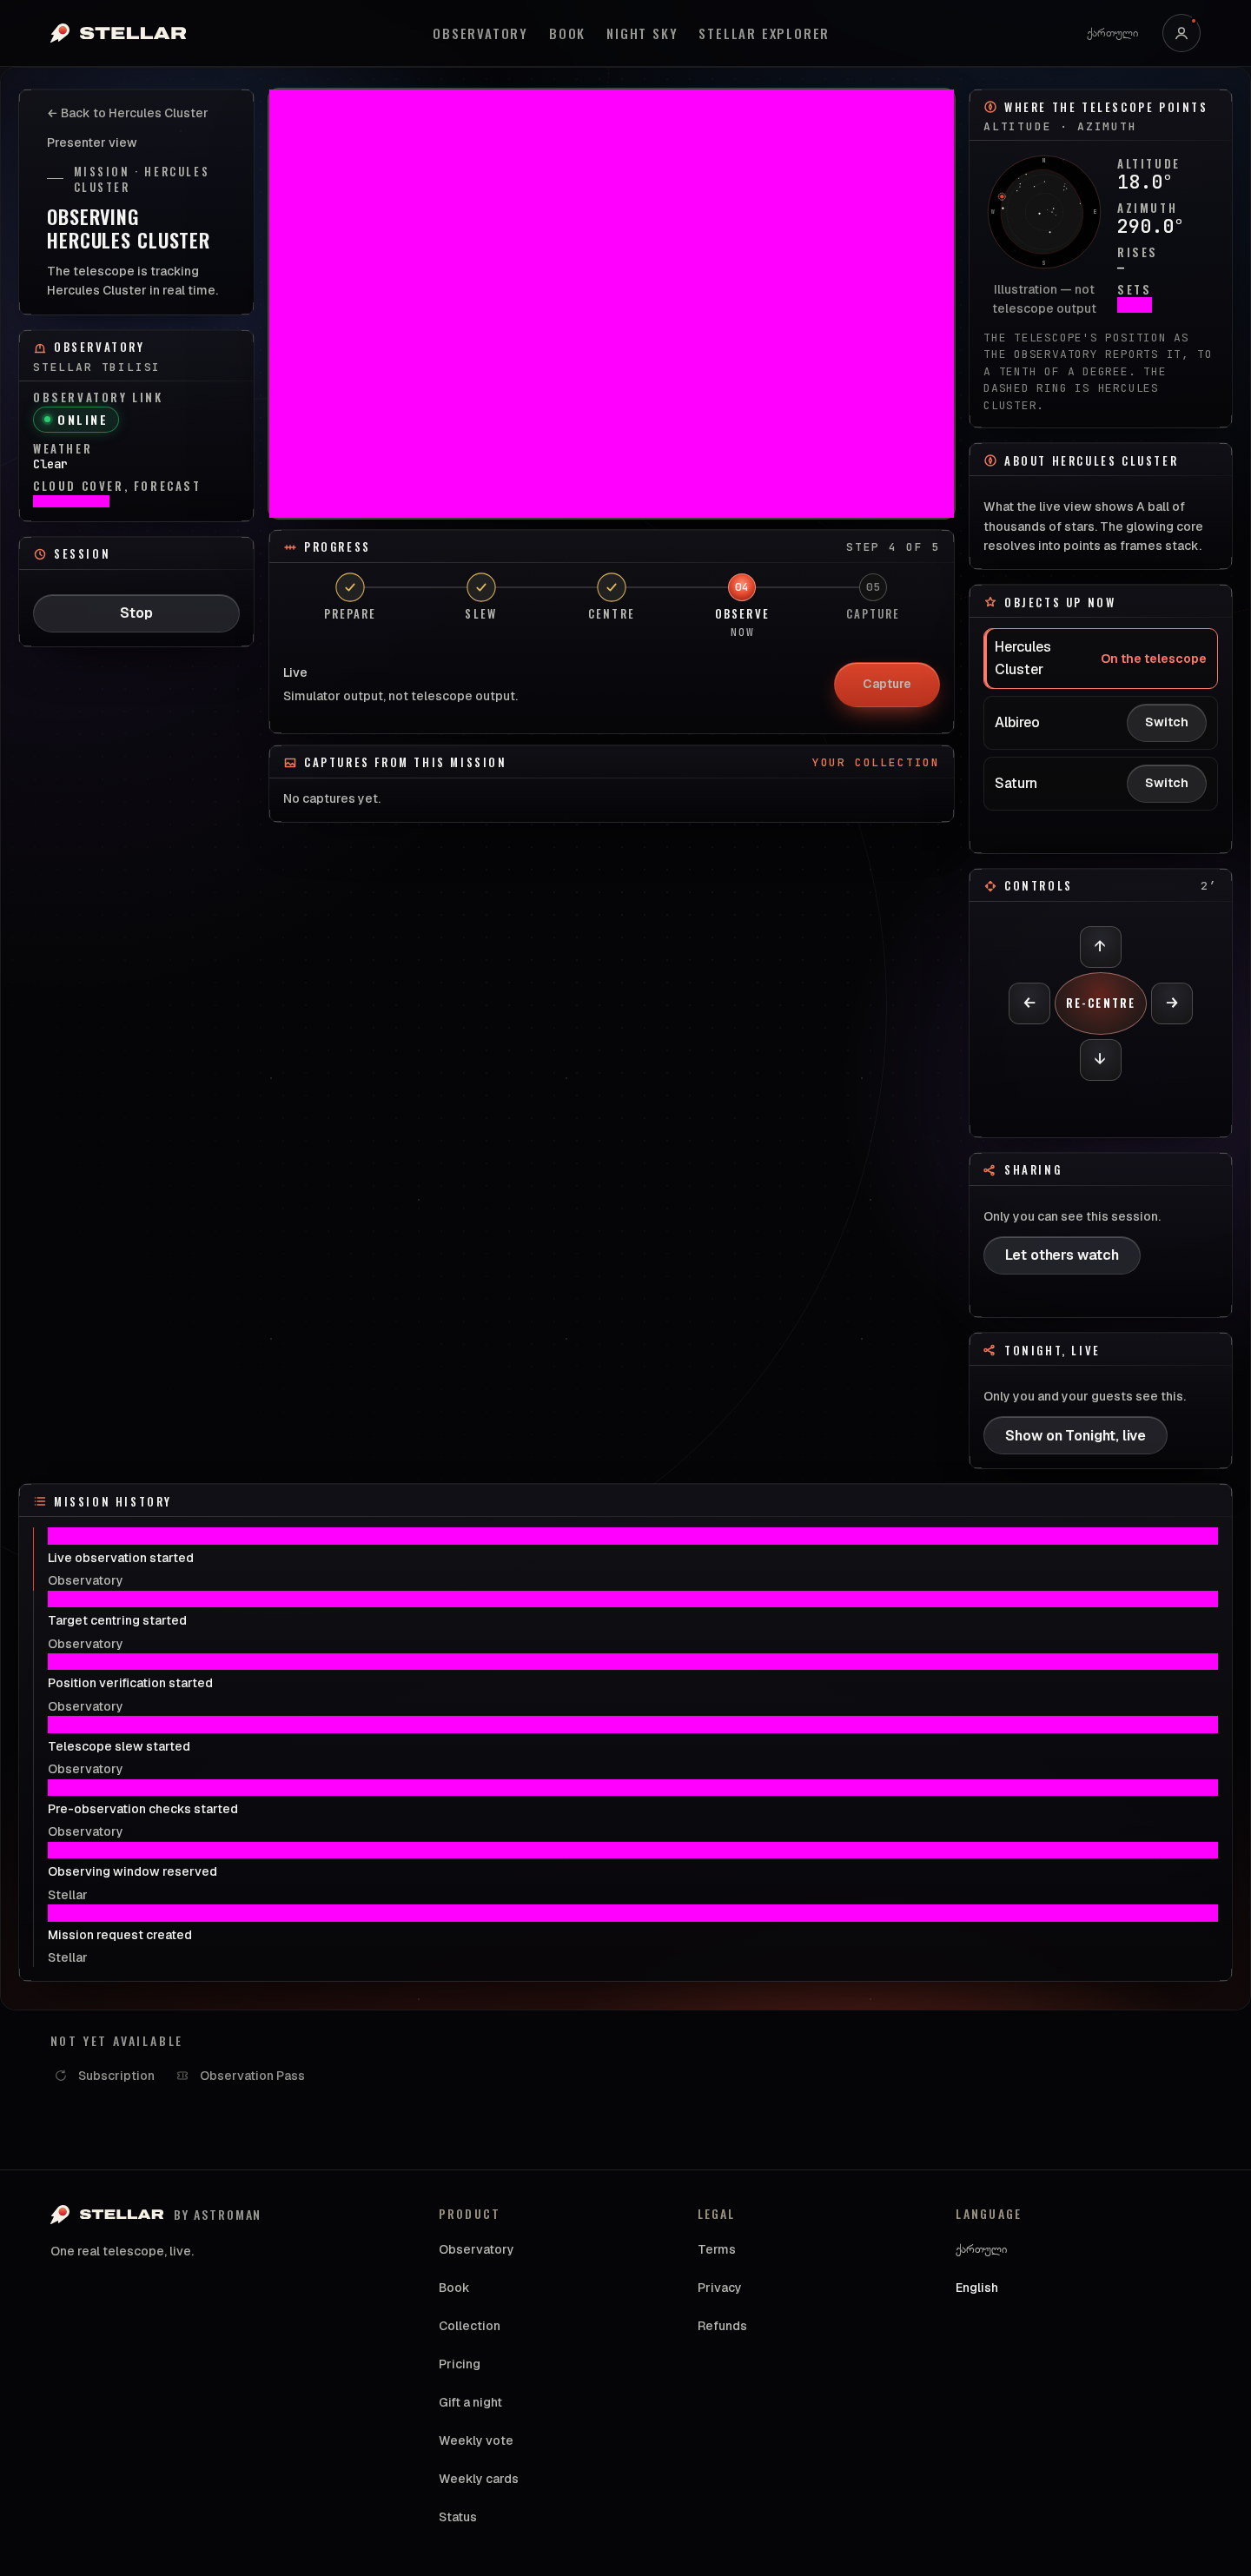 STELLAR
OBSERVATORY
BOOK
NIGHT SKY
STELLAR EXPLORER
ქართული
← Back to Hercules Cluster
Presenter view
MISSION · HERCULES
CLUSTER
OBSERVING
HERCULES CLUSTER
The telescope is tracking
Hercules Cluster in real time.
OBSERVATORY
STELLAR TBILISI
OBSERVATORY LINK
ONLINE
WEATHER
Clear
CLOUD COVER, FORECAST
SESSION
Stop
PROGRESS
STEP 4 OF 5
04
05
PREPARE
SLEW
CENTRE
OBSERVE
CAPTURE
NOW
Live
Simulator output, not telescope output.
Capture
CAPTURES FROM THIS MISSION
YOUR COLLECTION
No captures yet.
WHERE THE TELESCOPE POINTS
ALTITUDE · AZIMUTH
N
E
S
W
ALTITUDE
18.0°
AZIMUTH
290.0°
RISES
—
SETS
Illustration — not
telescope output
THE TELESCOPE'S POSITION AS
THE OBSERVATORY REPORTS IT, TO
A TENTH OF A DEGREE. THE
DASHED RING IS HERCULES
CLUSTER.
ABOUT HERCULES CLUSTER
What the live view shows A ball of
thousands of stars. The glowing core
resolves into points as frames stack.
OBJECTS UP NOW
Hercules
Cluster
On the telescope
Albireo
Switch
Saturn
Switch
CONTROLS
2′
↑
←
RE-CENTRE
→
↓
SHARING
Only you can see this session.
Let others watch
TONIGHT, LIVE
Only you and your guests see this.
Show on Tonight, live
MISSION HISTORY
Live observation started
Observatory
Target centring started
Observatory
Position verification started
Observatory
Telescope slew started
Observatory
Pre-observation checks started
Observatory
Observing window reserved
Stellar
Mission request created
Stellar
NOT YET AVAILABLE
Subscription
Observation Pass
STELLAR BY ASTROMAN
One real telescope, live.
PRODUCT
Observatory
Book
Collection
Pricing
Gift a night
Weekly vote
Weekly cards
Status
LEGAL
Terms
Privacy
Refunds
LANGUAGE
ქართული
English